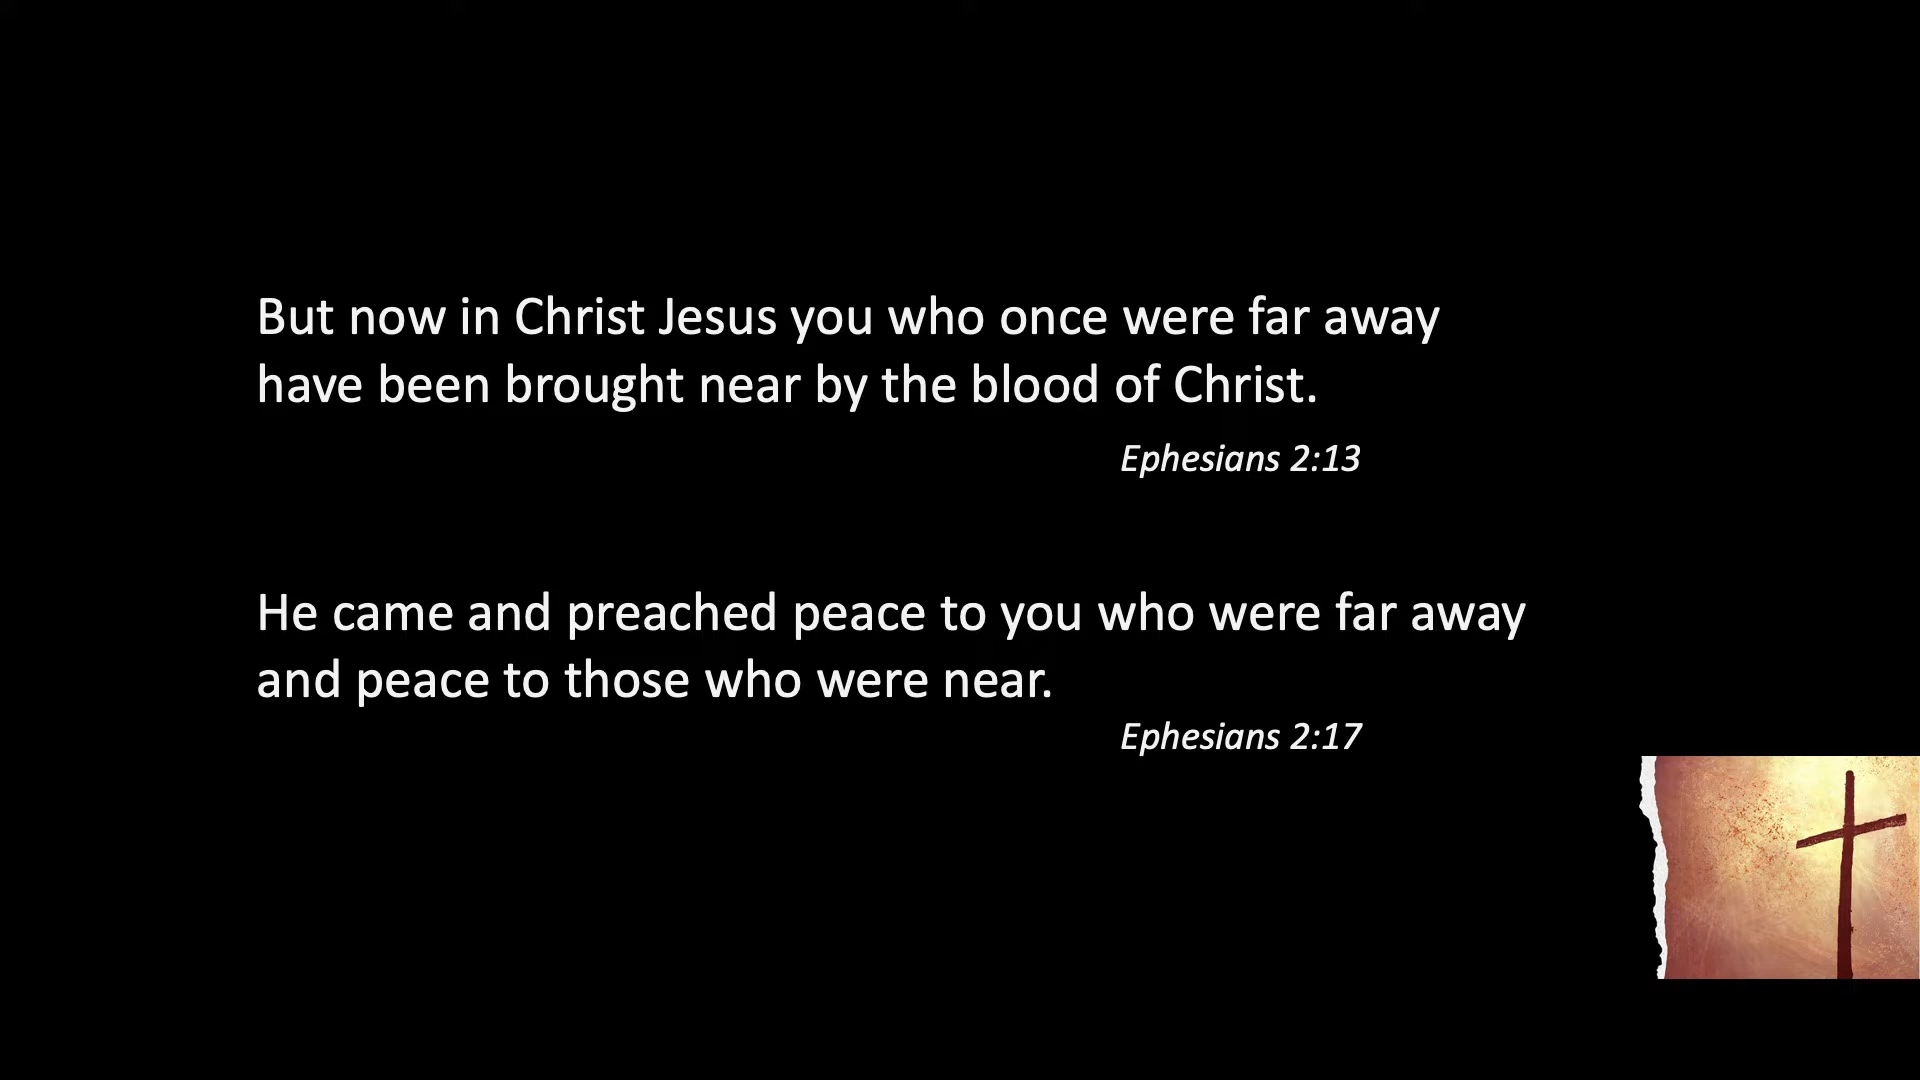 But now in Christ Jesus you who once were far away
have been brought near by the blood of Christ.
Ephesians 2:13
He came and preached peace to you who were far away
and peace to those who were near.
Ephesians 2:17